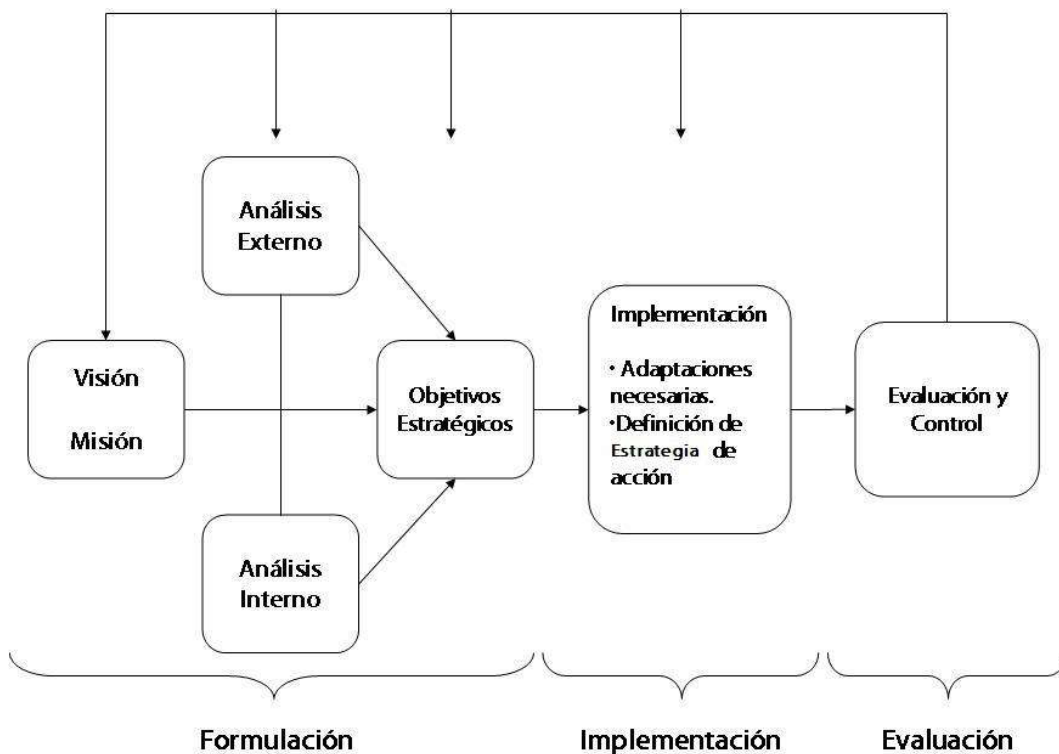 Análisis
Externo
Visión
Misión
Objetivos
Estratégicos
Análisis
Interno
Implementación
• Adaptaciones
necesarias.
•Definición de
Estrategia de
acción
Evaluación y
Control
Formulación
Implementación
Evaluación